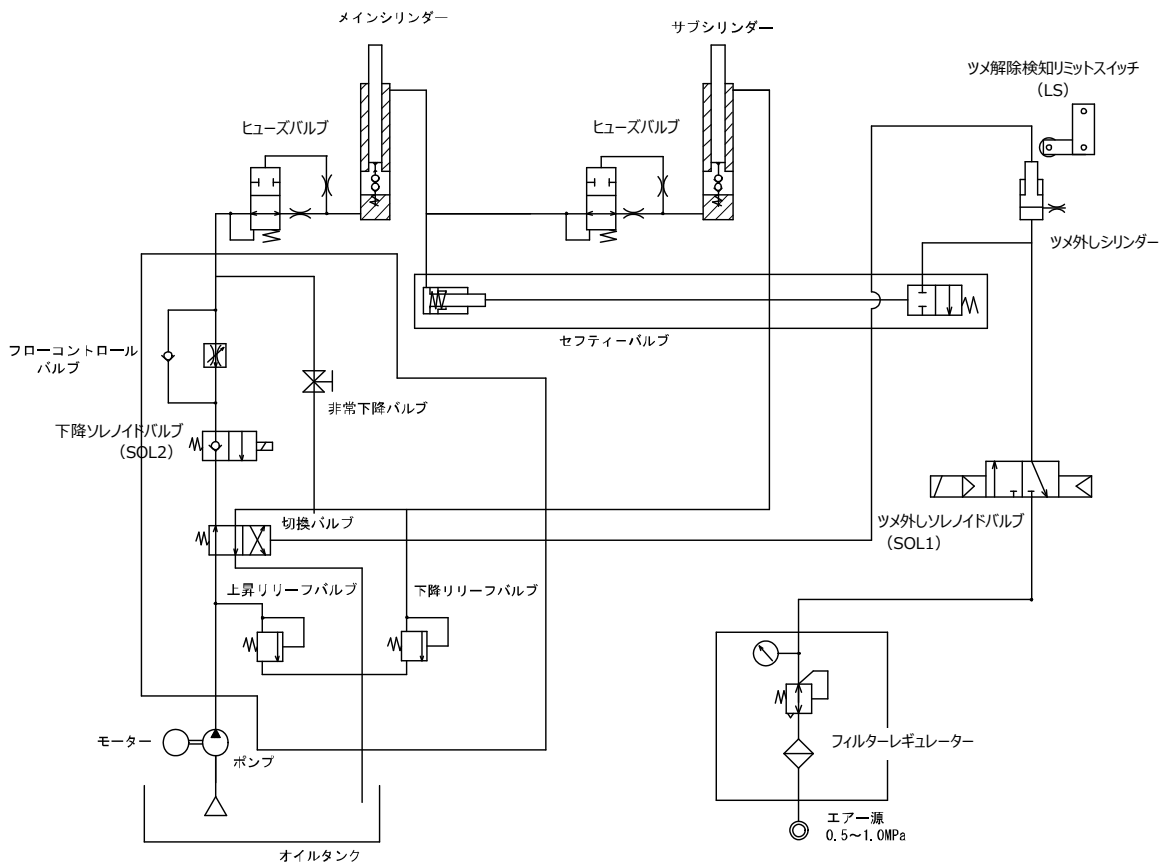 メインシリンダー
サブシリンダー
ツメ解除検知リミットスイッチ
(LS)
ヒューズバルブ
ヒューズバルブ
ツメ外しシリンダー
セフティーバルブ
フローコントロール
バルブ
非常下降バルブ
下降ソレノイドバルブ
(SOL2)
切換バルブ
ツメ外しソレノイドバルブ
(SOL1)
上昇リリーフバルブ
下降リリーフバルブ
モーター
ポンプ
フィルターレギュレーター
エアー源
0.5~1.0MPa
オイルタンク